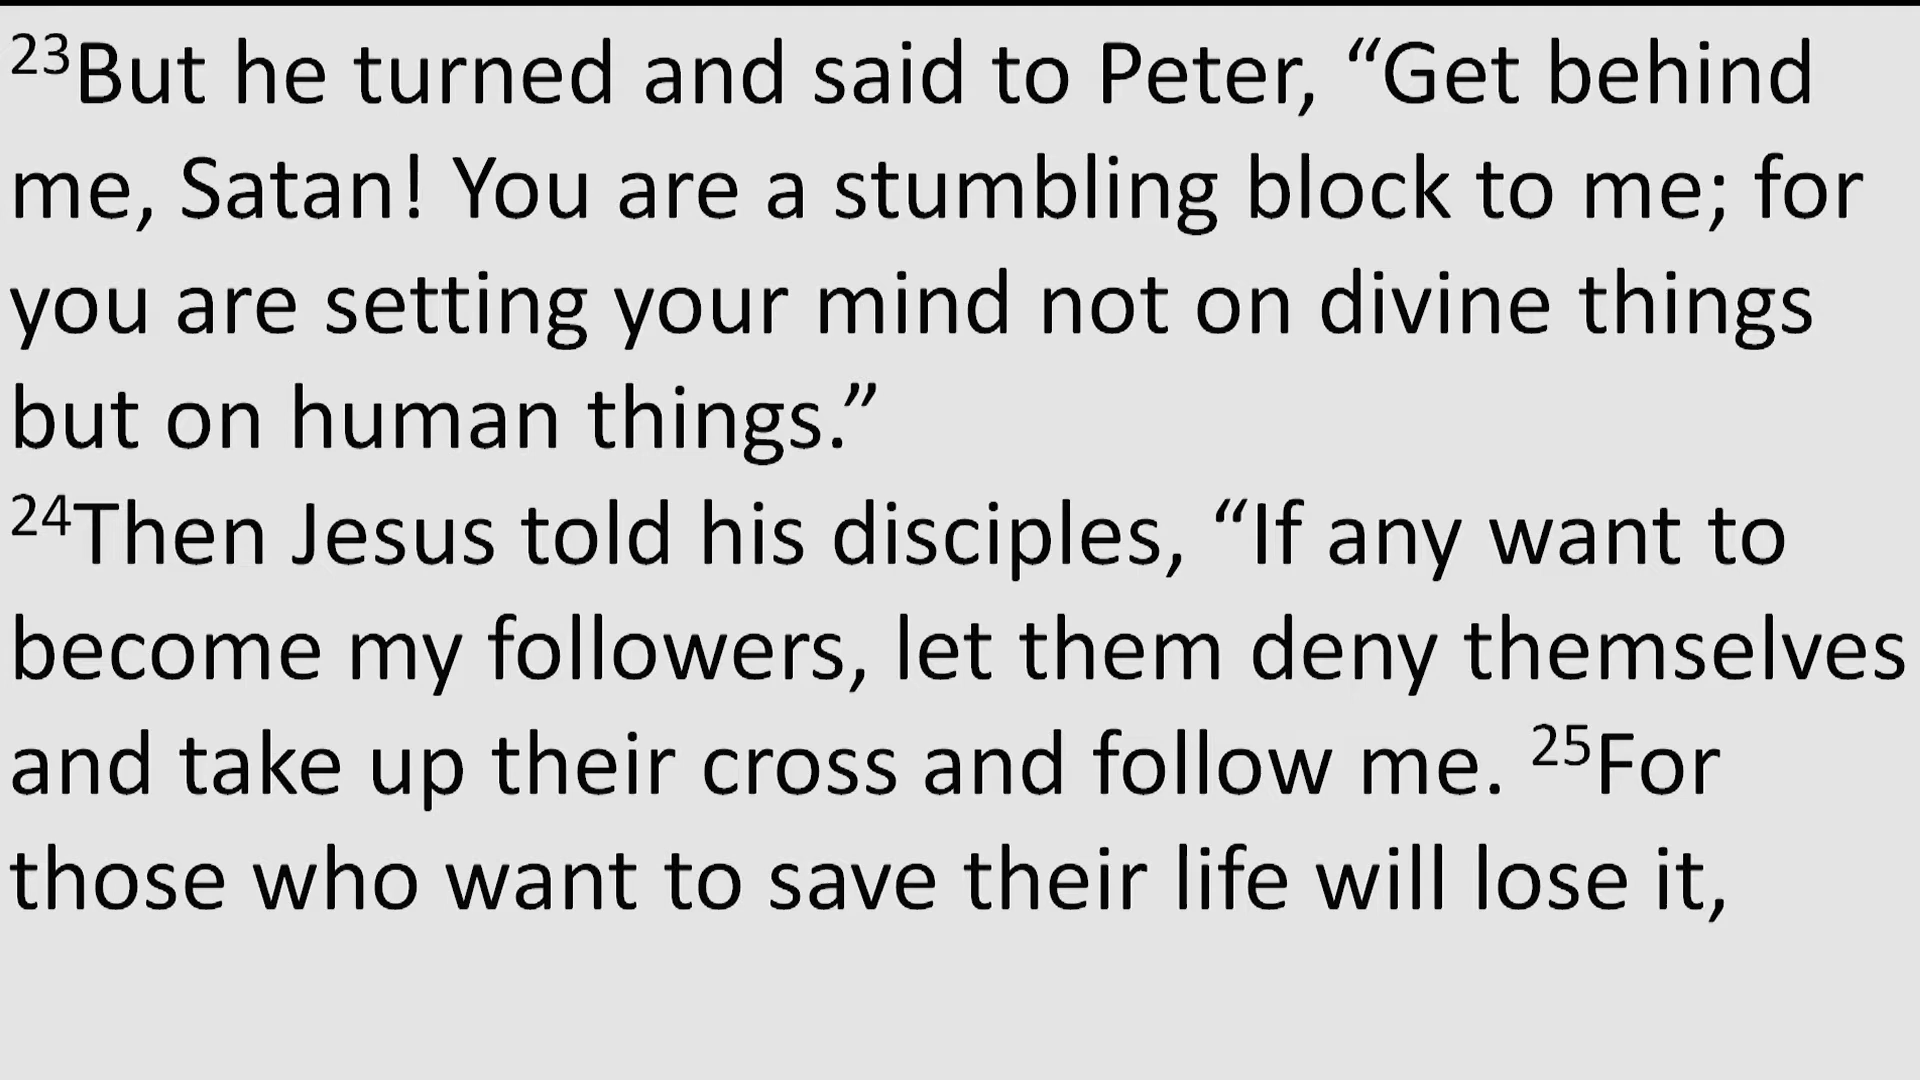 ²³But he turned and said to Peter, “Get behind
me, Satan! You are a stumbling block to me; for
you are setting your mind not on divine things
but on human things.”
²⁴Then Jesus told his disciples, “If any want to
become my followers, let them deny themselves
and take up their cross and follow me. ²⁵For
those who want to save their life will lose it,